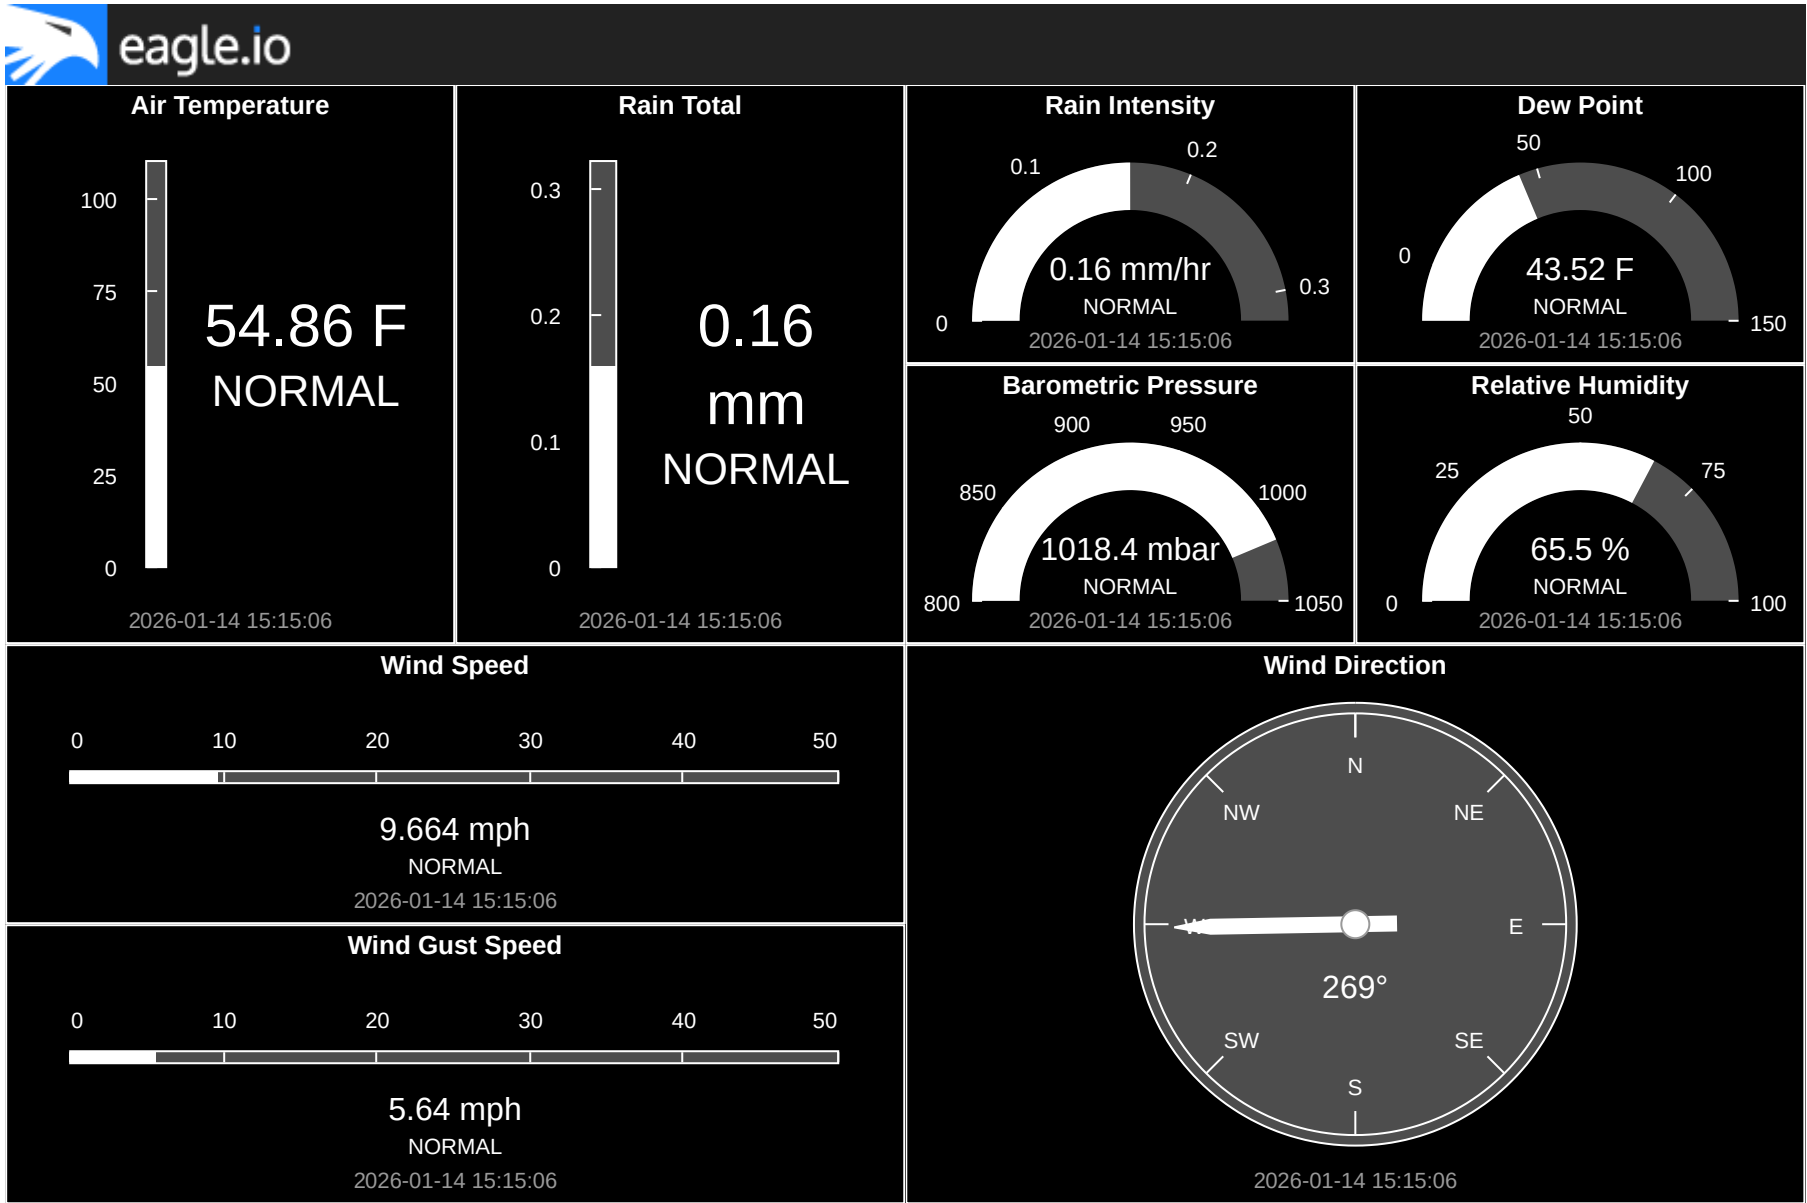 eagle.io
Air Temperature
100
75
50
25
0
54.86 F
NORMAL
2026-01-14 15:15:06
Rain Total
0.3
0.2
0.1
0
0.16
mm
NORMAL
2026-01-14 15:15:06
Rain Intensity
0
0.1
0.2
0.3
0.16 mm/hr
NORMAL
2026-01-14 15:15:06
Dew Point
0
50
100
150
43.52 F
NORMAL
2026-01-14 15:15:06
Barometric Pressure
800
850
900
950
1000
1050
1018.4 mbar
NORMAL
2026-01-14 15:15:06
Relative Humidity
0
25
50
75
100
65.5 %
NORMAL
2026-01-14 15:15:06
Wind Speed
0 10 20 30 40 50
9.664 mph
NORMAL
2026-01-14 15:15:06
Wind Gust Speed
0 10 20 30 40 50
5.64 mph
NORMAL
2026-01-14 15:15:06
Wind Direction
N
NW NE
W E
269°
SW SE
S
2026-01-14 15:15:06